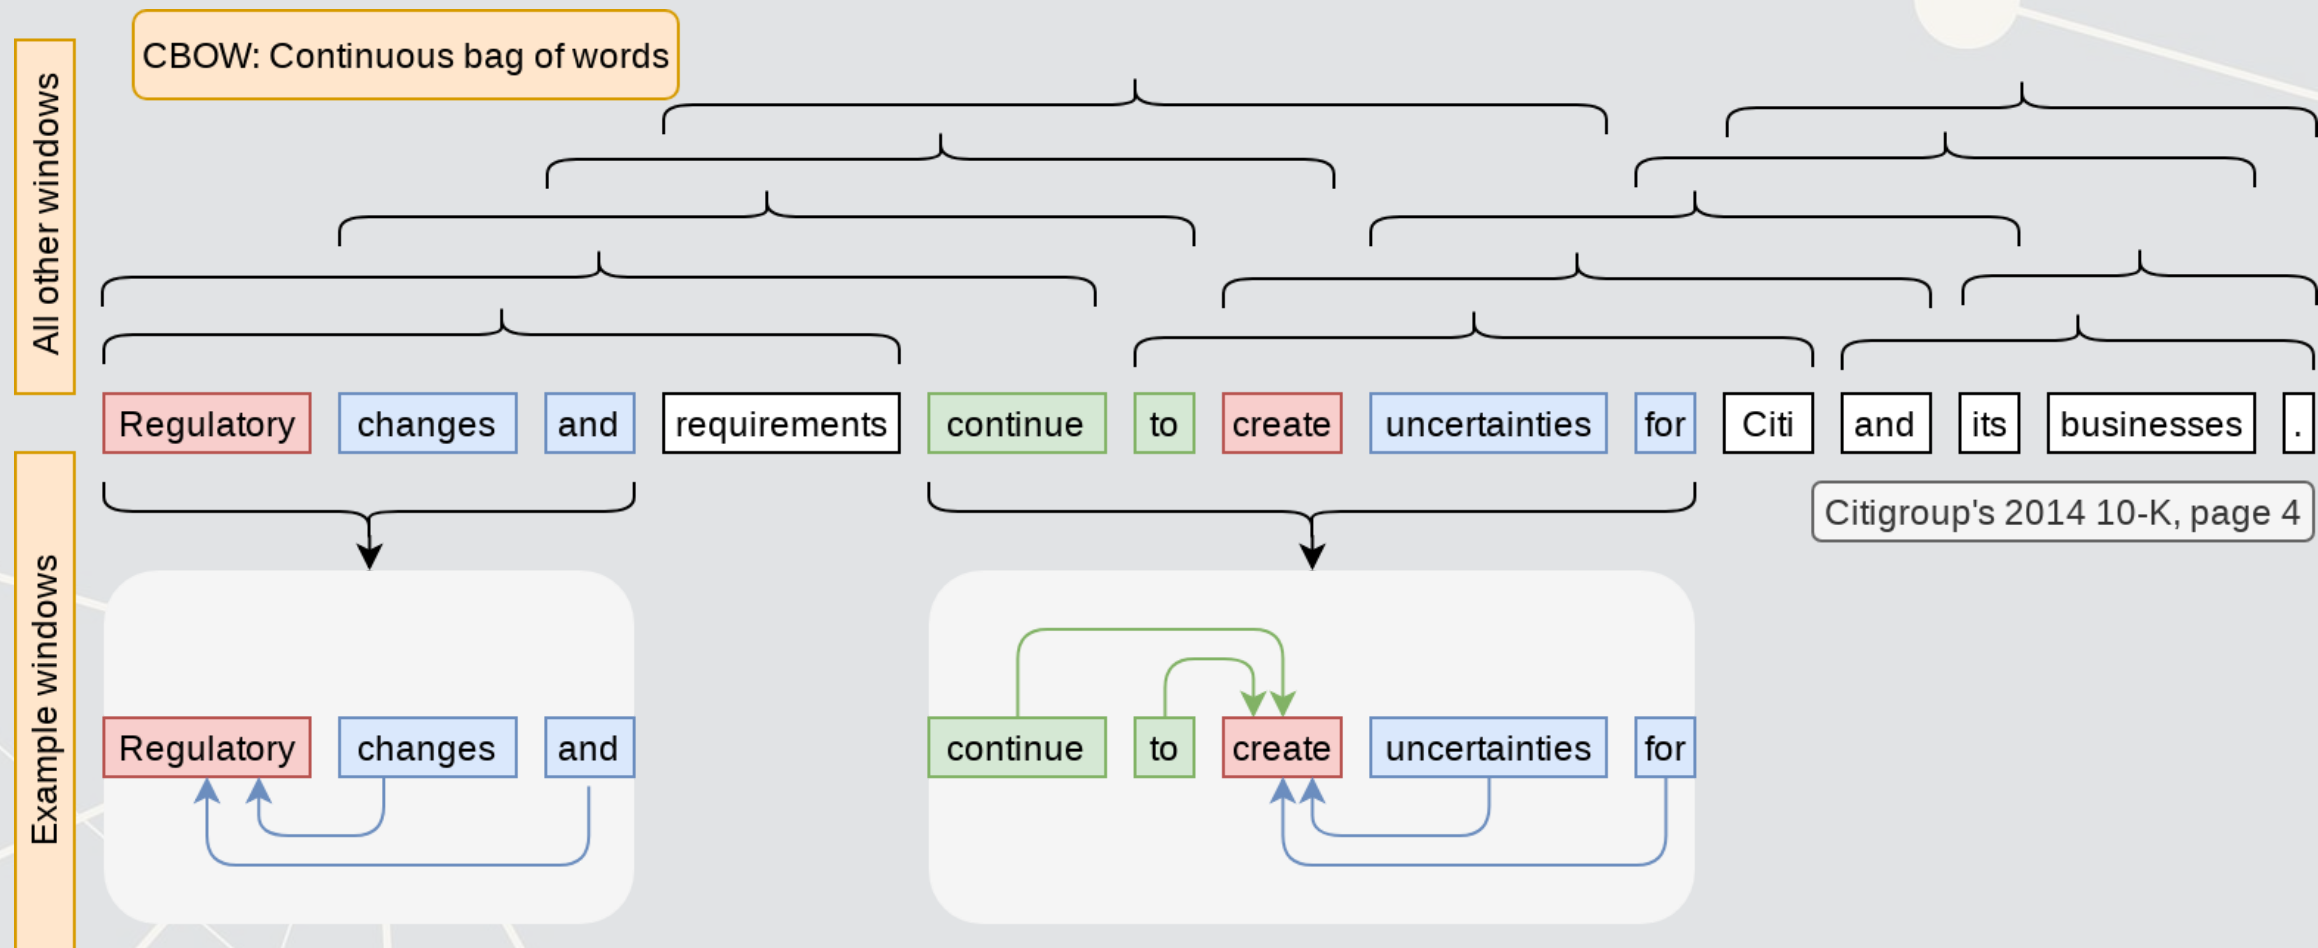 CBOW: Continuous bag of words
All other windows
Regulatory changes and requirements continue to create uncertainties for Citi and its businesses .
Citigroup's 2014 10-K, page 4
Example windows
Regulatory changes and
continue to create uncertainties for